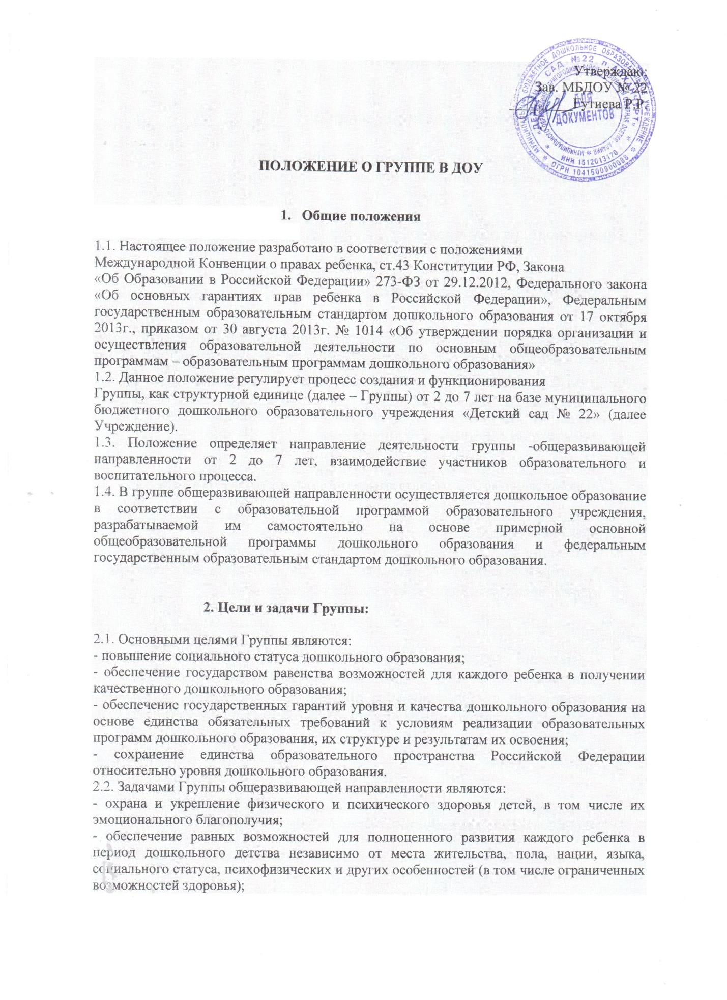 Утверждаю:
Зав. МБДОУ № 22
Гутиева Р.Р.
МУНИЦИПАЛЬНОЕ БЮДЖЕТНОЕ ДОШКОЛЬНОЕ ОБРАЗОВАТЕЛЬНОЕ УЧРЕЖДЕНИЕ
ОГРН 1041500900088
САД №22 п.
ИНН 1512013170
ДЛЯ
ДОКУМЕНТОВ
ПОЛОЖЕНИЕ О ГРУППЕ В ДОУ
1. Общие положения
1.1. Настоящее положение разработано в соответствии с положениями
Международной Конвенции о правах ребенка, ст.43 Конституции РФ, Закона
«Об Образовании в Российской Федерации» 273-ФЗ от 29.12.2012, Федерального закона
«Об основных гарантиях прав ребенка в Российской Федерации», Федеральным
государственным образовательным стандартом дошкольного образования от 17 октября
2013г., приказом от 30 августа 2013г. № 1014 «Об утверждении порядка организации и
осуществления образовательной деятельности по основным общеобразовательным
программам – образовательным программам дошкольного образования»
1.2. Данное положение регулирует процесс создания и функционирования
Группы, как структурной единице (далее – Группы) от 2 до 7 лет на базе муниципального
бюджетного дошкольного образовательного учреждения «Детский сад № 22» (далее
Учреждение).
1.3. Положение определяет направление деятельности группы -общеразвивающей
направленности от 2 до 7 лет, взаимодействие участников образовательного и
воспитательного процесса.
1.4. В группе общеразвивающей направленности осуществляется дошкольное образование
в соответствии с образовательной программой образовательного учреждения,
разрабатываемой им самостоятельно на основе примерной основной
общеобразовательной программы дошкольного образования и федеральным
государственным образовательным стандартом дошкольного образования.
2. Цели и задачи Группы:
2.1. Основными целями Группы являются:
- повышение социального статуса дошкольного образования;
- обеспечение государством равенства возможностей для каждого ребенка в получении
качественного дошкольного образования;
- обеспечение государственных гарантий уровня и качества дошкольного образования на
основе единства обязательных требований к условиям реализации образовательных
программ дошкольного образования, их структуре и результатам их освоения;
- сохранение единства образовательного пространства Российской Федерации
относительно уровня дошкольного образования.
2.2. Задачами Группы общеразвивающей направленности являются:
- охрана и укрепление физического и психического здоровья детей, в том числе их
эмоционального благополучия;
- обеспечение равных возможностей для полноценного развития каждого ребенка в
период дошкольного детства независимо от места жительства, пола, нации, языка,
социального статуса, психофизических и других особенностей (в том числе ограниченных
возможностей здоровья);